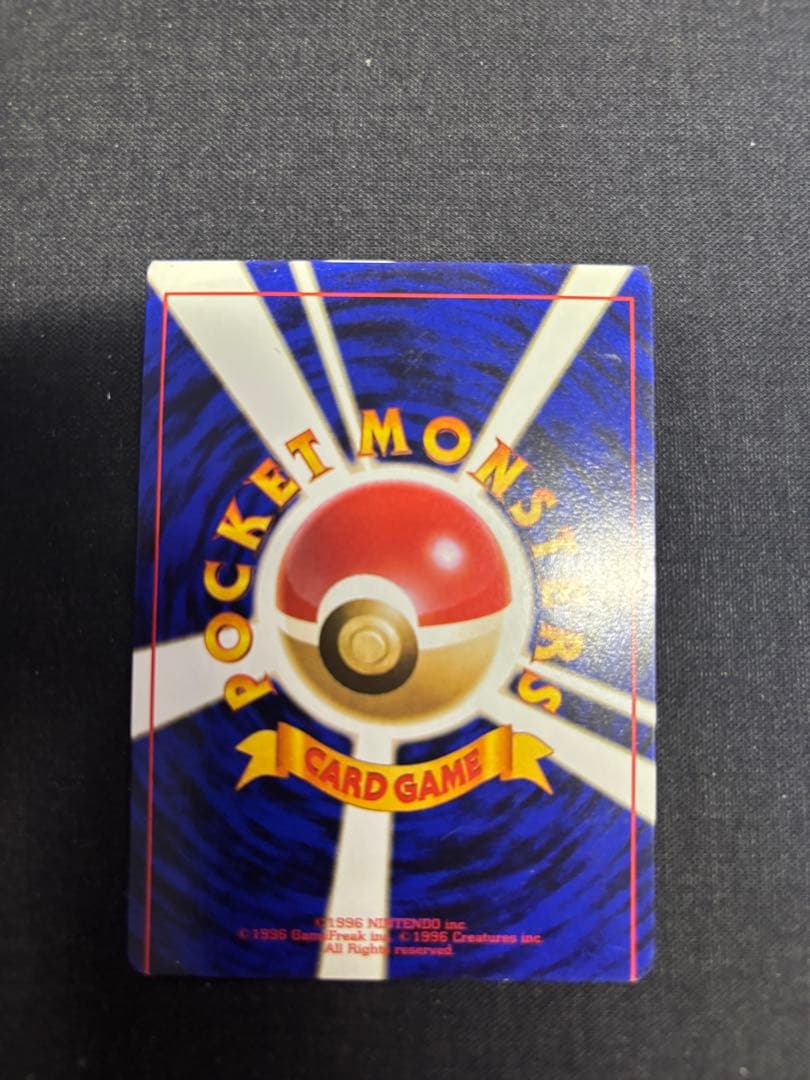 POCKET MONSTERS
CARD GAME
©1996 NINTENDO inc.
©1996 GameFreak inc. ©1996 Creatures inc.
All Rights reserved.